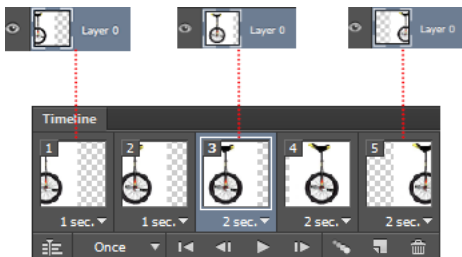 Layer 0 Layer 0 Layer 0
Timeline
1 2 3 4 5
1 sec. 1 sec. 2 sec. 2 sec. 2 sec.
Once